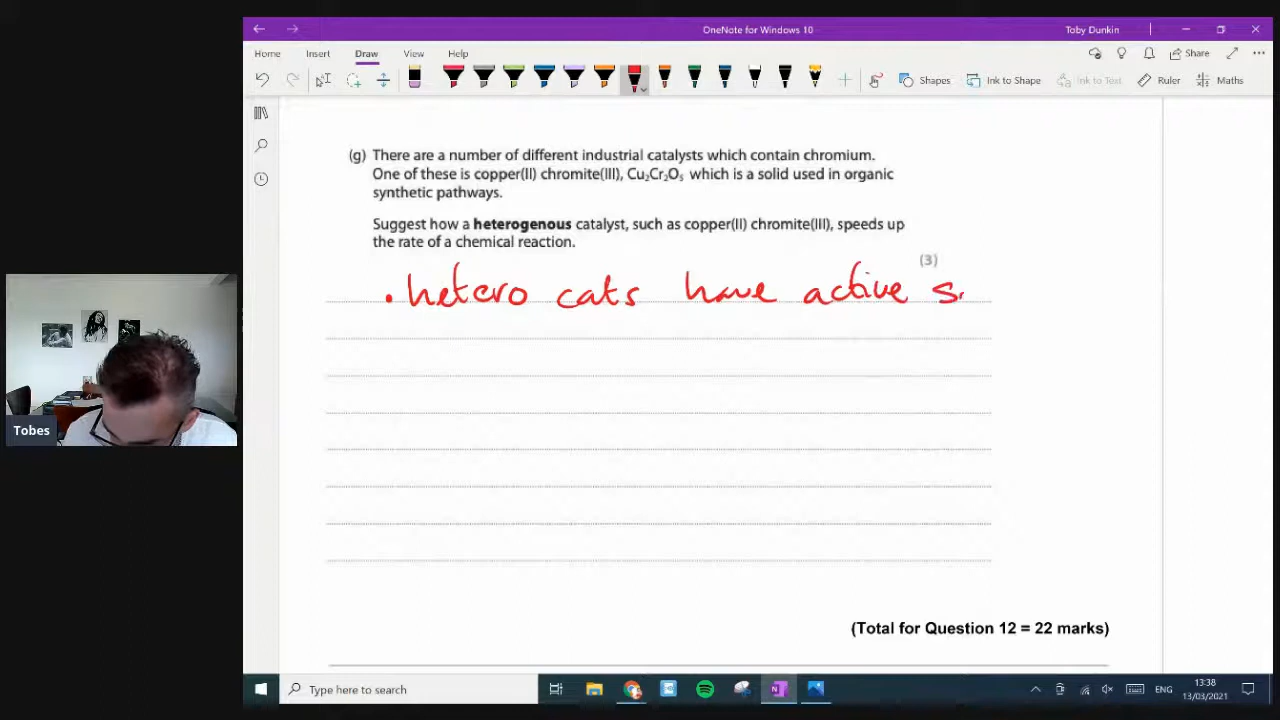 OneNote for Windows 10
Toby Dunkin
Home Insert Draw View Help
Share
Shapes Ink to Shape Ink to Text Ruler Maths
(g) There are a number of different industrial catalysts which contain chromium.
One of these is copper(II) chromite(III), Cu₂Cr₂O₅ which is a solid used in organic
synthetic pathways.
Suggest how a heterogenous catalyst, such as copper(II) chromite(III), speeds up
the rate of a chemical reaction.
(3)
• hetero cats have active s
Tobes
(Total for Question 12 = 22 marks)
Type here to search
ENG
13:38
13/03/2021